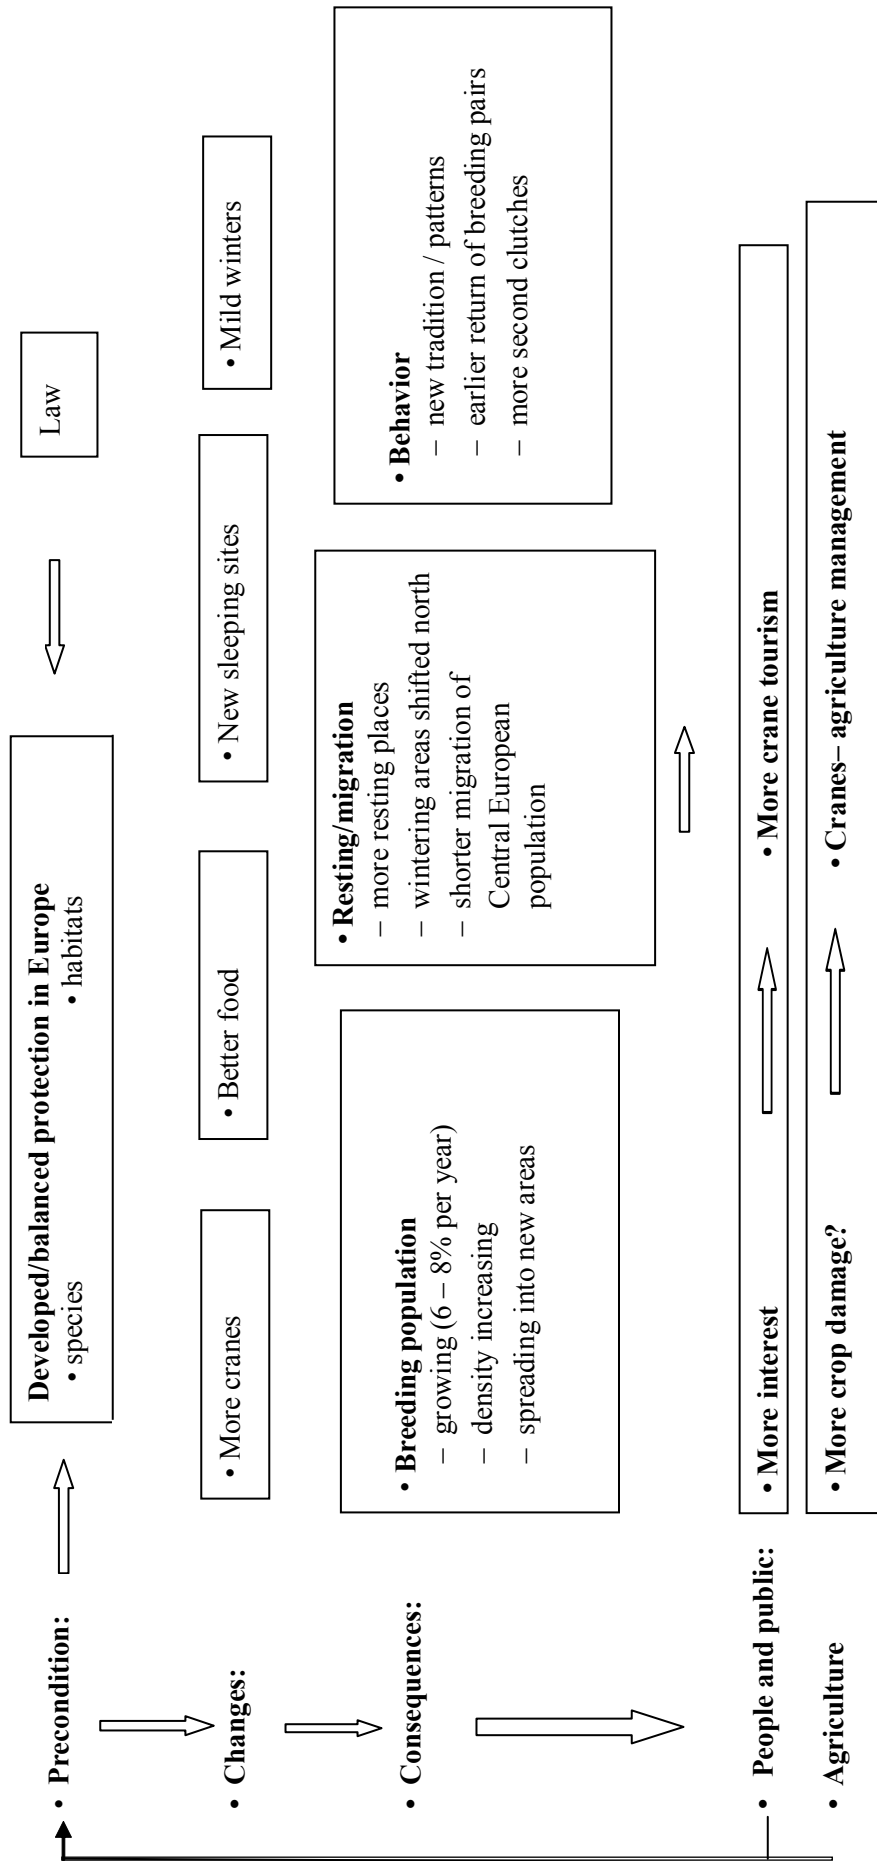 • Precondition:
Developed/balanced protection in Europe
• species
• habitats
Law
• Changes:
• More cranes
• Better food
• New sleeping sites
• Mild winters
• Consequences:
• Breeding population
– growing (6 – 8% per year)
– density increasing
– spreading into new areas
• Resting/migration
– more resting places
– wintering areas shifted north
– shorter migration of
Central European
population
• Behavior
– new tradition / patterns
– earlier return of breeding pairs
– more second clutches
• People and public:
• More interest
• More crane tourism
• Agriculture
• More crop damage?
• Cranes– agriculture management